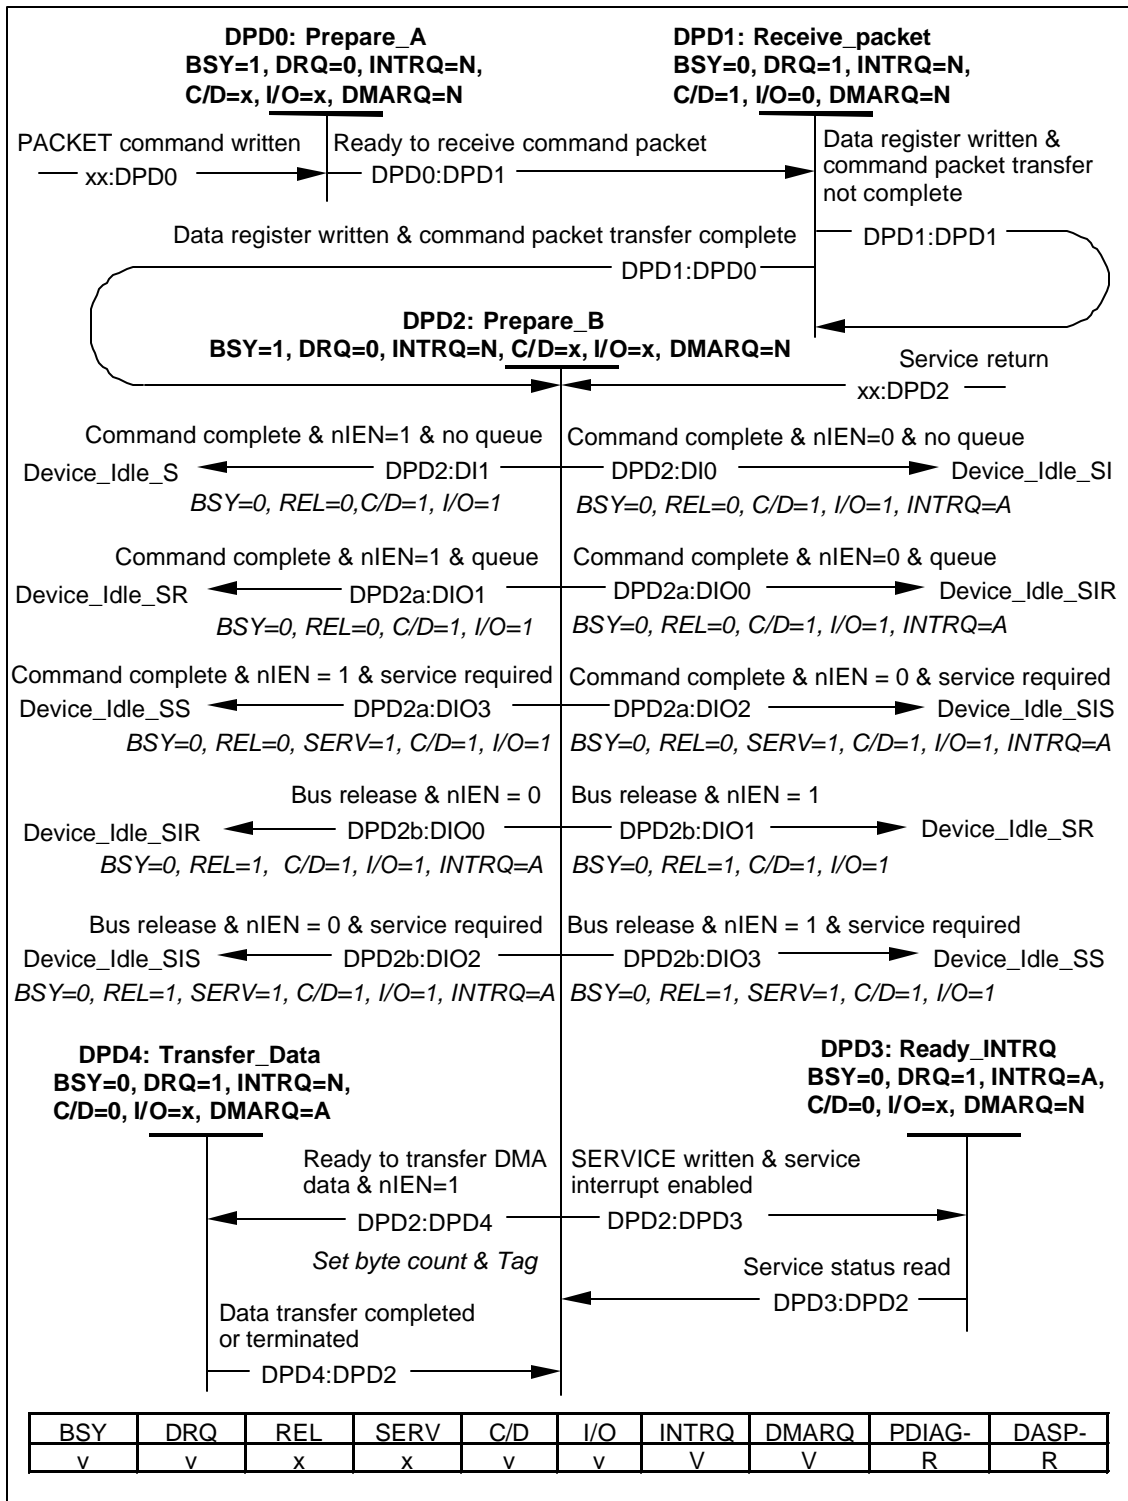 DPD0: Prepare_A
BSY=1, DRQ=0, INTRQ=N,
C/D=x, I/O=x, DMARQ=N
DPD1: Receive_packet
BSY=0, DRQ=1, INTRQ=N,
C/D=1, I/O=0, DMARQ=N
PACKET command written
xx:DPD0
Ready to receive command packet
DPD0:DPD1
Data register written &
command packet transfer
not complete
DPD1:DPD1
Data register written & command packet transfer complete
DPD1:DPD0
DPD2: Prepare_B
BSY=1, DRQ=0, INTRQ=N, C/D=x, I/O=x, DMARQ=N
Service return
xx:DPD2
Command complete & nIEN=1 & no queue
Device_Idle_S
DPD2:DI1
BSY=0, REL=0,C/D=1, I/O=1
Command complete & nIEN=0 & no queue
DPD2:DI0
Device_Idle_SI
BSY=0, REL=0, C/D=1, I/O=1, INTRQ=A
Command complete & nIEN=1 & queue
Device_Idle_SR
DPD2a:DIO1
BSY=0, REL=0, C/D=1, I/O=1
Command complete & nIEN=0 & queue
DPD2a:DIO0
Device_Idle_SIR
BSY=0, REL=0, C/D=1, I/O=1, INTRQ=A
Command complete & nIEN = 1 & service required
Device_Idle_SS
DPD2a:DIO3
BSY=0, REL=0, SERV=1, C/D=1, I/O=1
Command complete & nIEN = 0 & service required
DPD2a:DIO2
Device_Idle_SIS
BSY=0, REL=0, SERV=1, C/D=1, I/O=1, INTRQ=A
Bus release & nIEN = 0
Device_Idle_SIR
DPD2b:DIO0
BSY=0, REL=1, C/D=1, I/O=1, INTRQ=A
Bus release & nIEN = 1
DPD2b:DIO1
Device_Idle_SR
BSY=0, REL=1, C/D=1, I/O=1
Bus release & nIEN = 0 & service required
Device_Idle_SIS
DPD2b:DIO2
BSY=0, REL=1, SERV=1, C/D=1, I/O=1, INTRQ=A
Bus release & nIEN = 1 & service required
DPD2b:DIO3
Device_Idle_SS
BSY=0, REL=1, SERV=1, C/D=1, I/O=1
DPD4: Transfer_Data
BSY=0, DRQ=1, INTRQ=N,
C/D=0, I/O=x, DMARQ=A
DPD3: Ready_INTRQ
BSY=0, DRQ=1, INTRQ=A,
C/D=0, I/O=x, DMARQ=N
Ready to transfer DMA
data & nIEN=1
DPD2:DPD4
Set byte count & Tag
SERVICE written & service
interrupt enabled
DPD2:DPD3
Service status read
DPD3:DPD2
Data transfer completed
or terminated
DPD4:DPD2
BSY DRQ REL SERV C/D I/O INTRQ DMARQ PDIAG- DASP-
v v x x v v V V R R